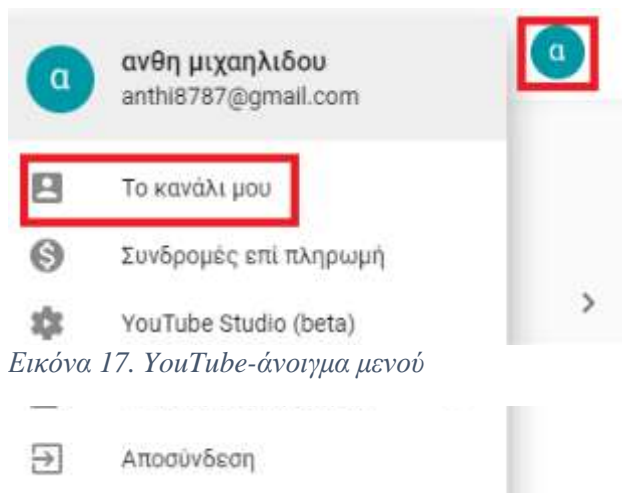 α
ανθη μιχαηλιδου
anthi8787@gmail.com
α
Το κανάλι μου
Συνδρομές επί πληρωμή
YouTube Studio (beta)
Εικόνα 17. YouTube-άνοιγμα μενού
Αποσύνδεση